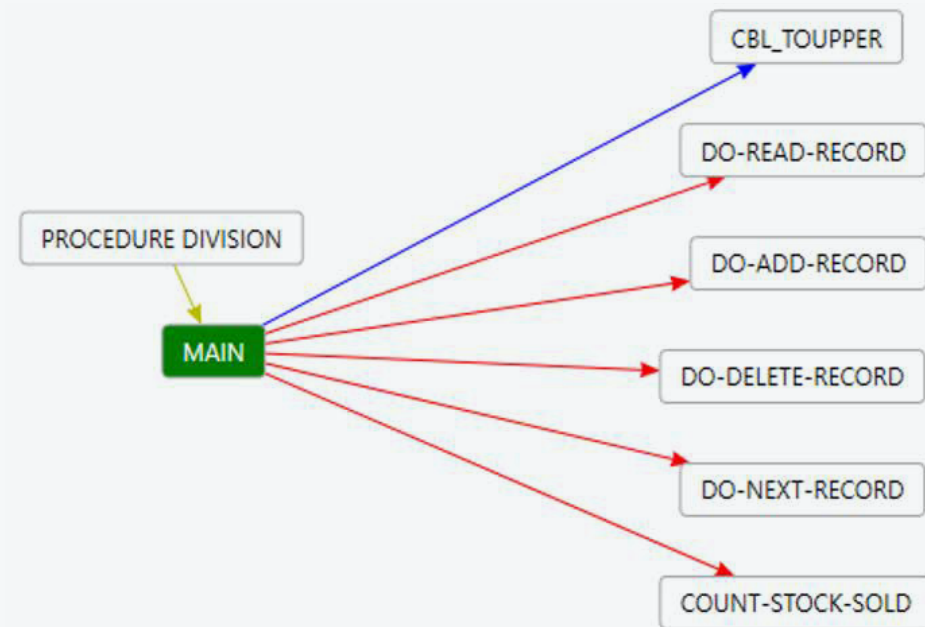 CBL_TOUPPER
DO-READ-RECORD
PROCEDURE DIVISION
DO-ADD-RECORD
MAIN
DO-DELETE-RECORD
DO-NEXT-RECORD
COUNT-STOCK-SOLD